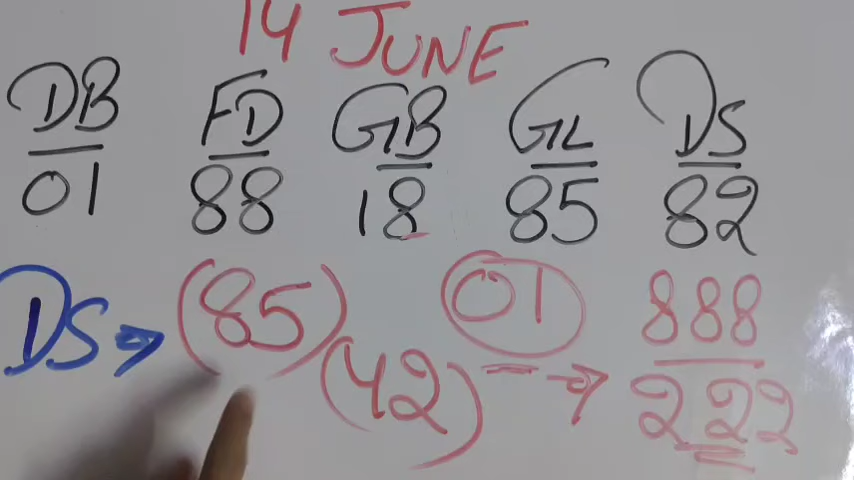 14 JUNE
DB FD GB GL DS
01 88 18 85 82
DS → (85) 01 888
(42) → 222